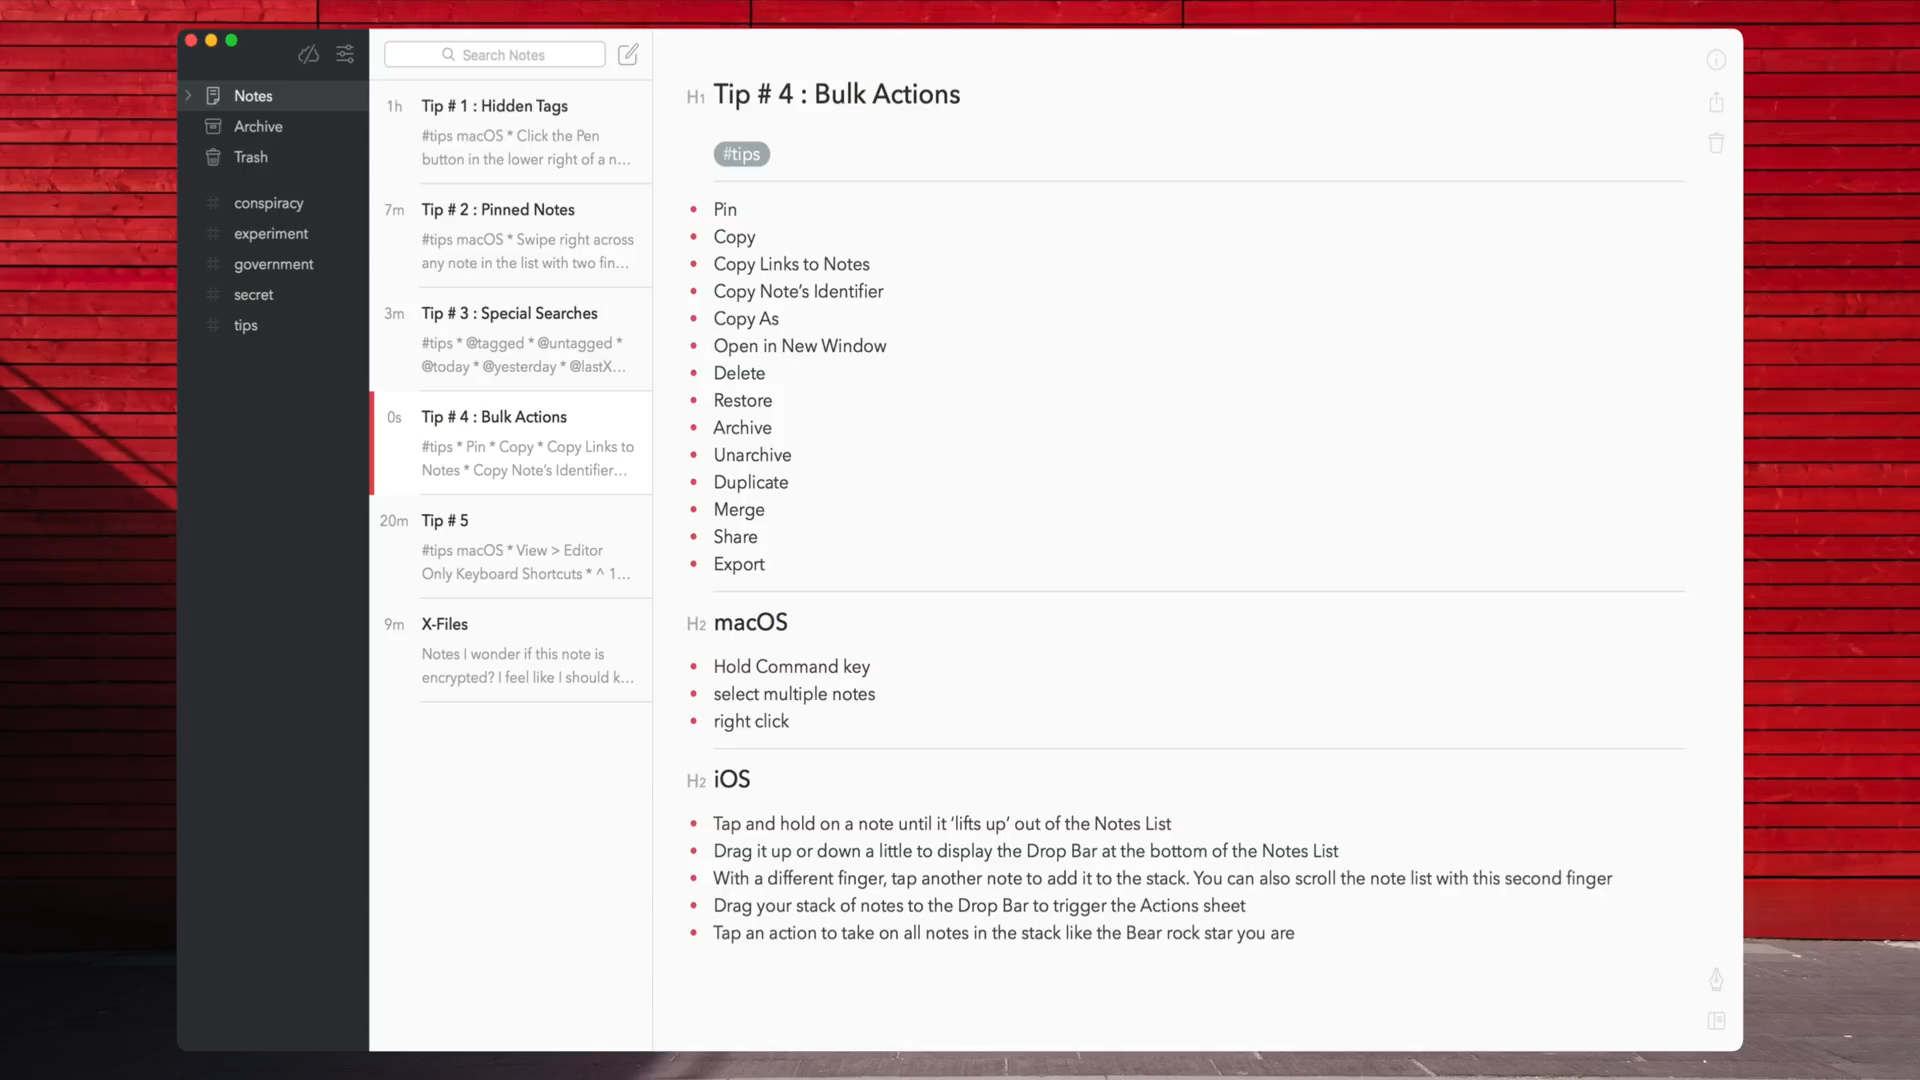 Notes
Archive
Trash
conspiracy
experiment
government
secret
tips
Search Notes
1h
Tip # 1 : Hidden Tags
#tips macOS * Click the Pen
button in the lower right of a n...
7m
Tip # 2 : Pinned Notes
#tips macOS * Swipe right across
any note in the list with two fin...
3m
Tip # 3 : Special Searches
#tips * @tagged * @untagged *
@today * @yesterday * @lastX...
0s
Tip # 4 : Bulk Actions
#tips * Pin * Copy * Copy Links to
Notes * Copy Note’s Identifier...
20m
Tip # 5
#tips macOS * View > Editor
Only Keyboard Shortcuts * ^ 1...
9m
X-Files
Notes I wonder if this note is
encrypted? I feel like I should k...
H1 Tip # 4 : Bulk Actions
#tips
• Pin
• Copy
• Copy Links to Notes
• Copy Note’s Identifier
• Copy As
• Open in New Window
• Delete
• Restore
• Archive
• Unarchive
• Duplicate
• Merge
• Share
• Export
H2 macOS
• Hold Command key
• select multiple notes
• right click
H2 iOS
• Tap and hold on a note until it ‘lifts up’ out of the Notes List
• Drag it up or down a little to display the Drop Bar at the bottom of the Notes List
• With a different finger, tap another note to add it to the stack. You can also scroll the note list with this second finger
• Drag your stack of notes to the Drop Bar to trigger the Actions sheet
• Tap an action to take on all notes in the stack like the Bear rock star you are